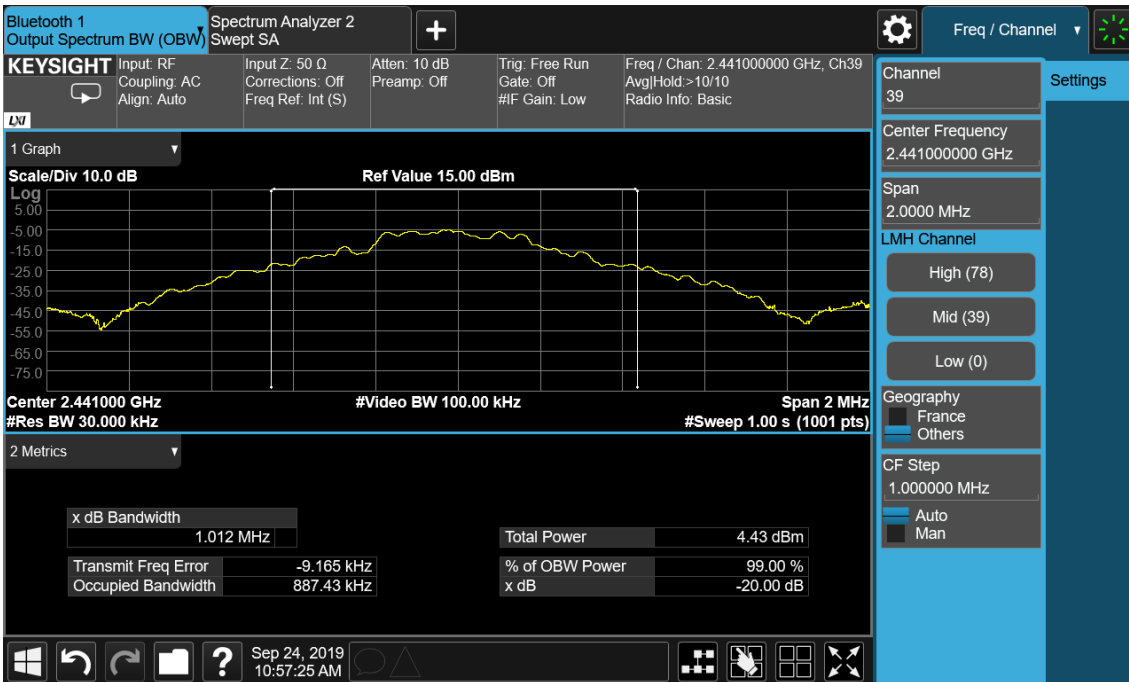 Bluetooth 1
Output Spectrum BW (OBW)
Spectrum Analyzer 2
Swept SA
Freq / Channel
KEYSIGHT
LXI
Input: RF
Coupling: AC
Align: Auto
Input Z: 50 Ω
Corrections: Off
Freq Ref: Int (S)
Atten: 10 dB
Preamp: Off
Trig: Free Run
Gate: Off
#IF Gain: Low
Freq / Chan: 2.441000000 GHz, Ch39
Avg|Hold:>10/10
Radio Info: Basic
1 Graph
Scale/Div 10.0 dB
Ref Value 15.00 dBm
Log
5.00
-5.00
-15.0
-25.0
-35.0
-45.0
-55.0
-65.0
-75.0
Center 2.441000 GHz
#Video BW 100.00 kHz
Span 2 MHz
#Res BW 30.000 kHz
#Sweep 1.00 s (1001 pts)
2 Metrics
x dB Bandwidth
1.012 MHz
Transmit Freq Error -9.165 kHz
Occupied Bandwidth 887.43 kHz
Total Power 4.43 dBm
% of OBW Power 99.00 %
x dB -20.00 dB
?
Sep 24, 2019
10:57:25 AM
Channel
39
Center Frequency
2.441000000 GHz
Span
2.0000 MHz
LMH Channel
High (78)
Mid (39)
Low (0)
Geography
France
Others
CF Step
1.000000 MHz
Auto
Man
Settings